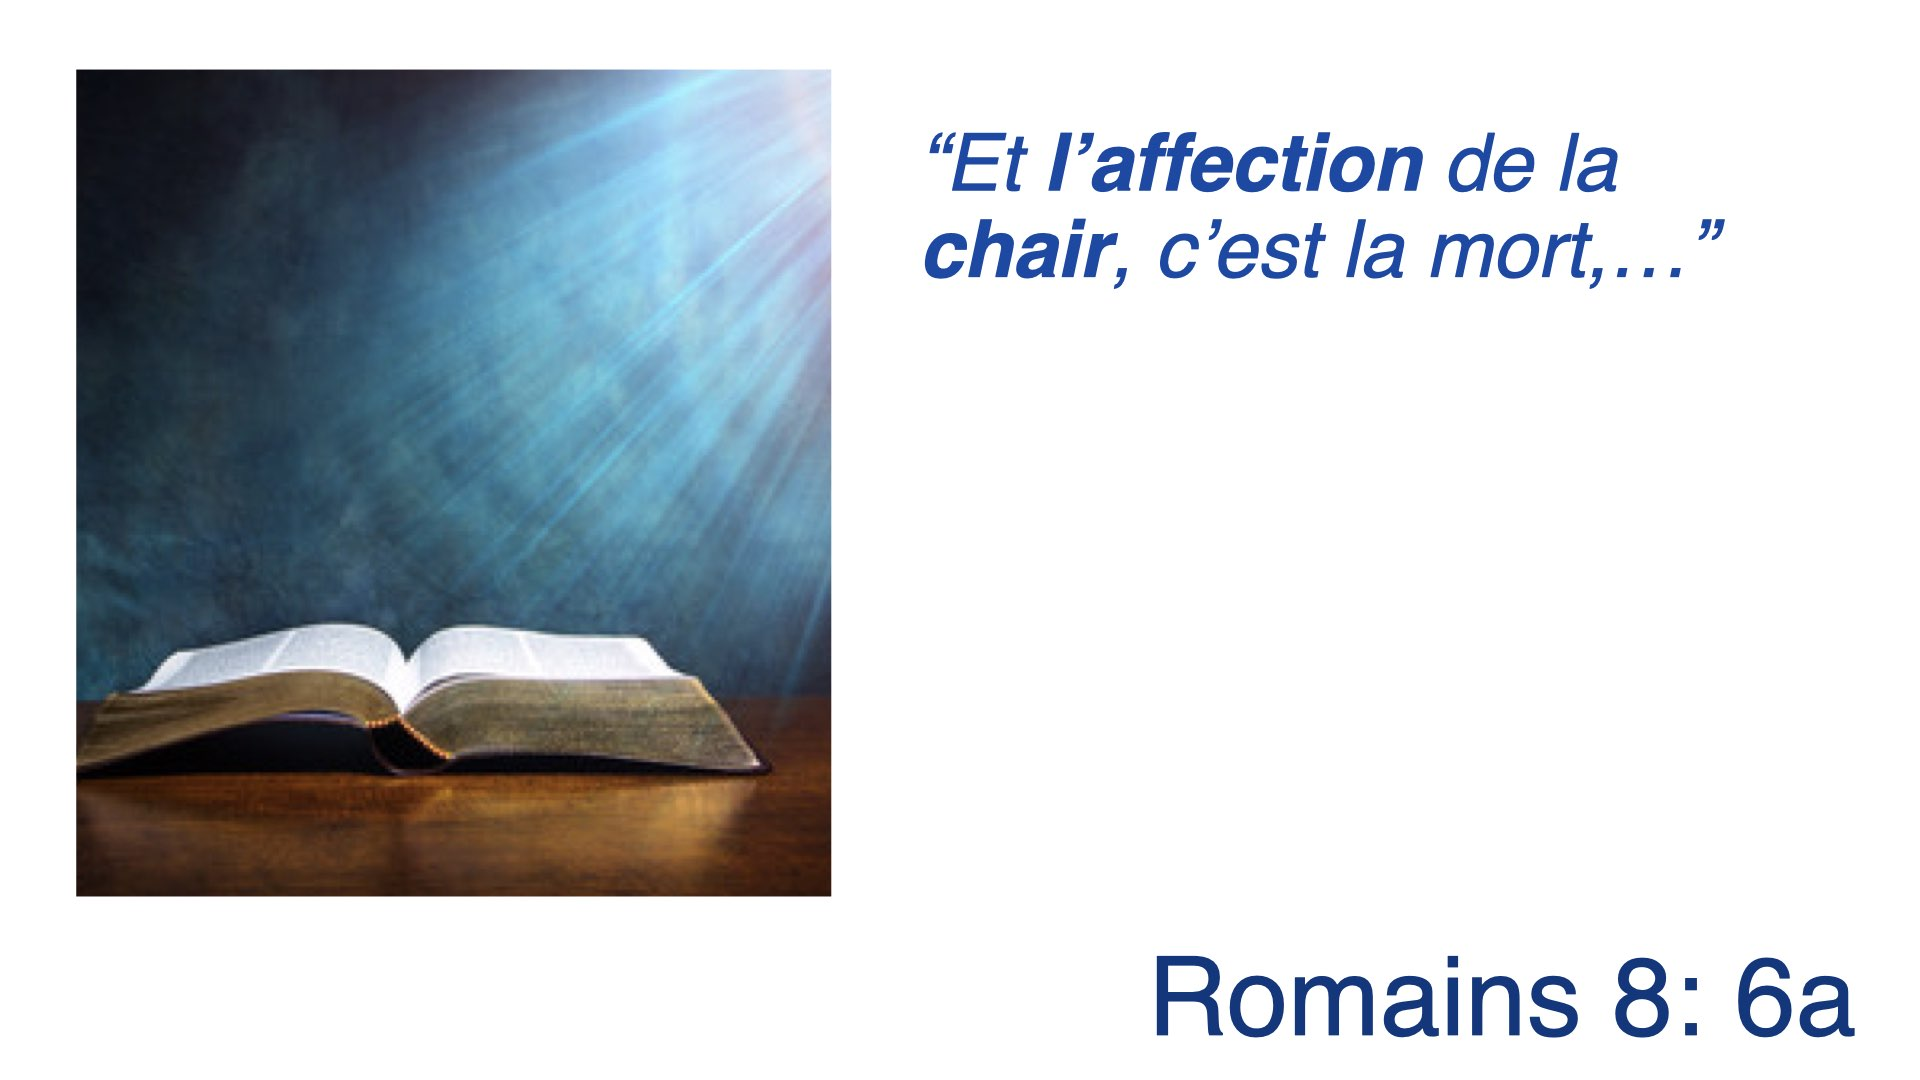 “Et l’affection de la
chair, c’est la mort,…”
Romains 8: 6a